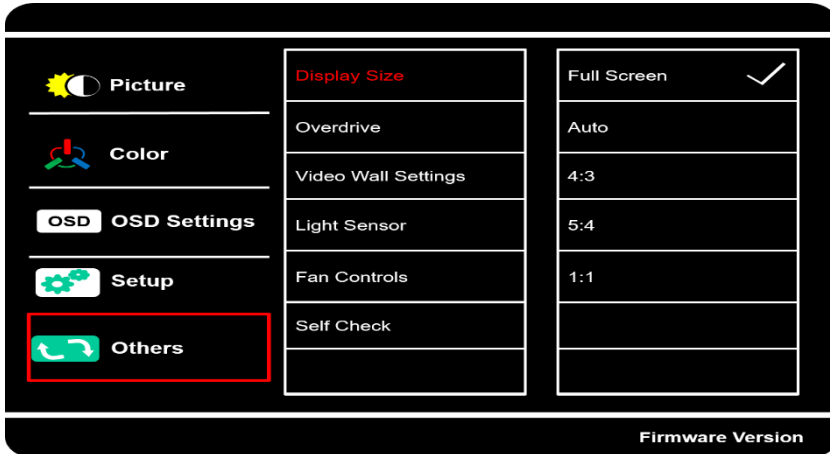 Picture
Color
OSD OSD Settings
Setup
Others
Display Size
Overdrive
Video Wall Settings
Light Sensor
Fan Controls
Self Check
Full Screen
Auto
4:3
5:4
1:1
Firmware Version